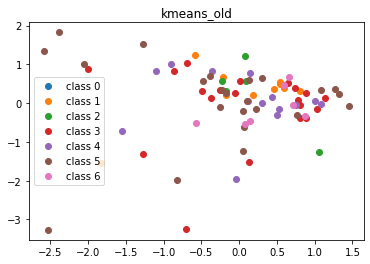 kmeans_old
2
1
0
−1
−2
−3
class 0
class 1
class 2
class 3
class 4
class 5
class 6
−2.5
−2.0
−1.5
−1.0
−0.5
0.0
0.5
1.0
1.5